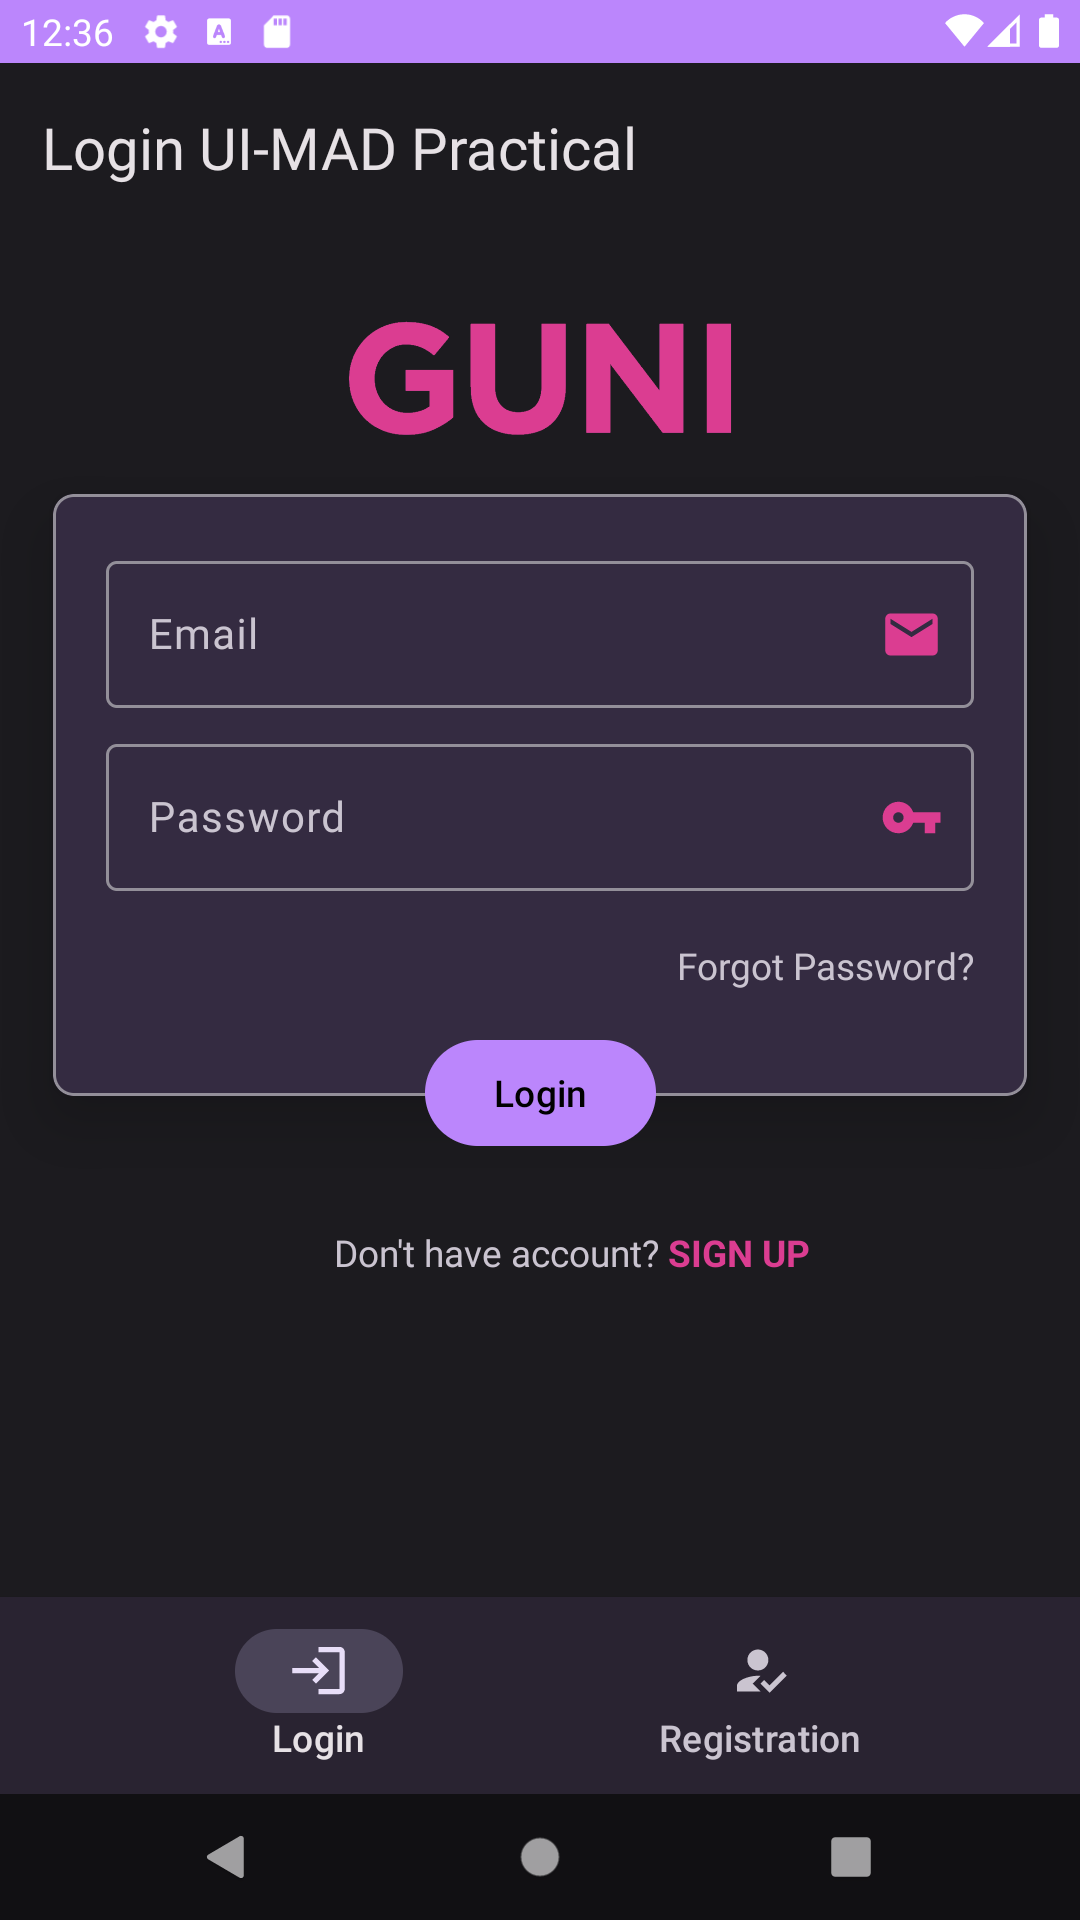 12:36
Login UI-MAD Practical
GUNI
Email
Password
Forgot Password?
Login
Don't have account? SIGN UP
Login
Registration